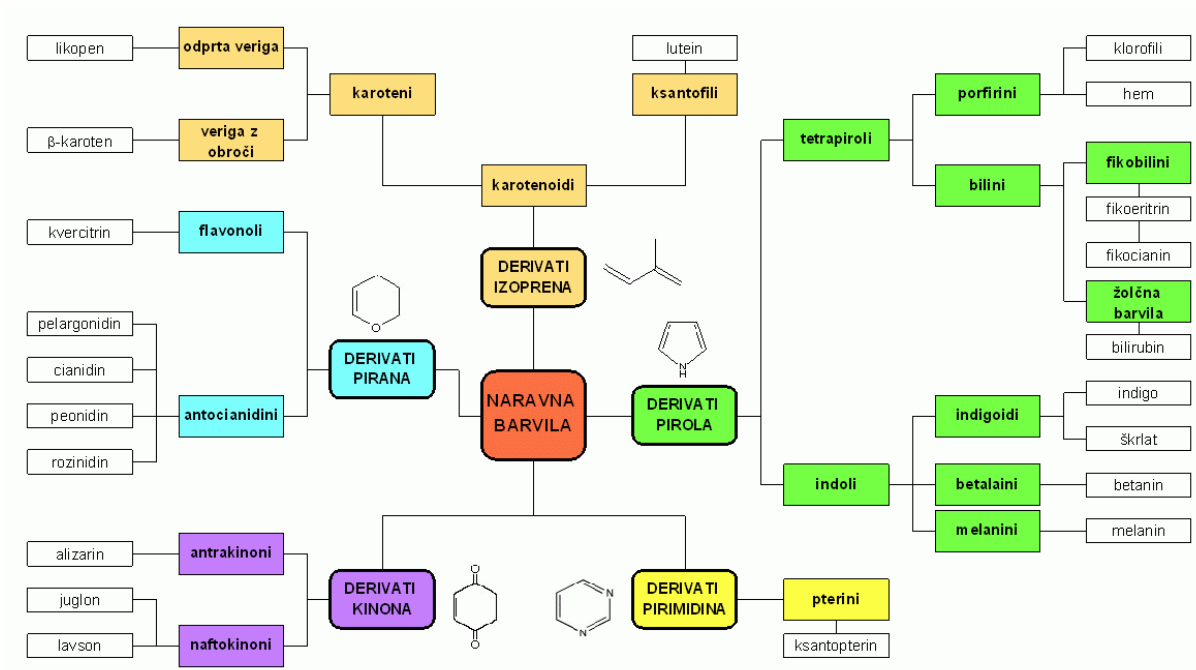 likopen
odprta veriga
karoteni
β-karoten
veriga z
obroči
lutein
ksantofili
karotenoidi
DERIVATI
IZOPRENA
kvercitrin
flavonoli
O
DERIVATI
PIRANA
pelargonidin
cianidin
peonidin
rozinidin
antocianidini
NARAVNA
BARVILA
N
H
DERIVATI
PIROLA
tetrapiroli
porfirini
klorofili
hem
bilini
fikobilini
fikoeritrin
fikocianin
žolčna
barvila
bilirubin
indoli
indigoidi
indigo
škrlat
betalaini
betanin
melanini
melanin
alizarin
antrakinoni
juglon
lavson
naftokinoni
DERIVATI
KINONA
O
O
N
N
DERIVATI
PIRIMIDINA
pterini
ksantopterin